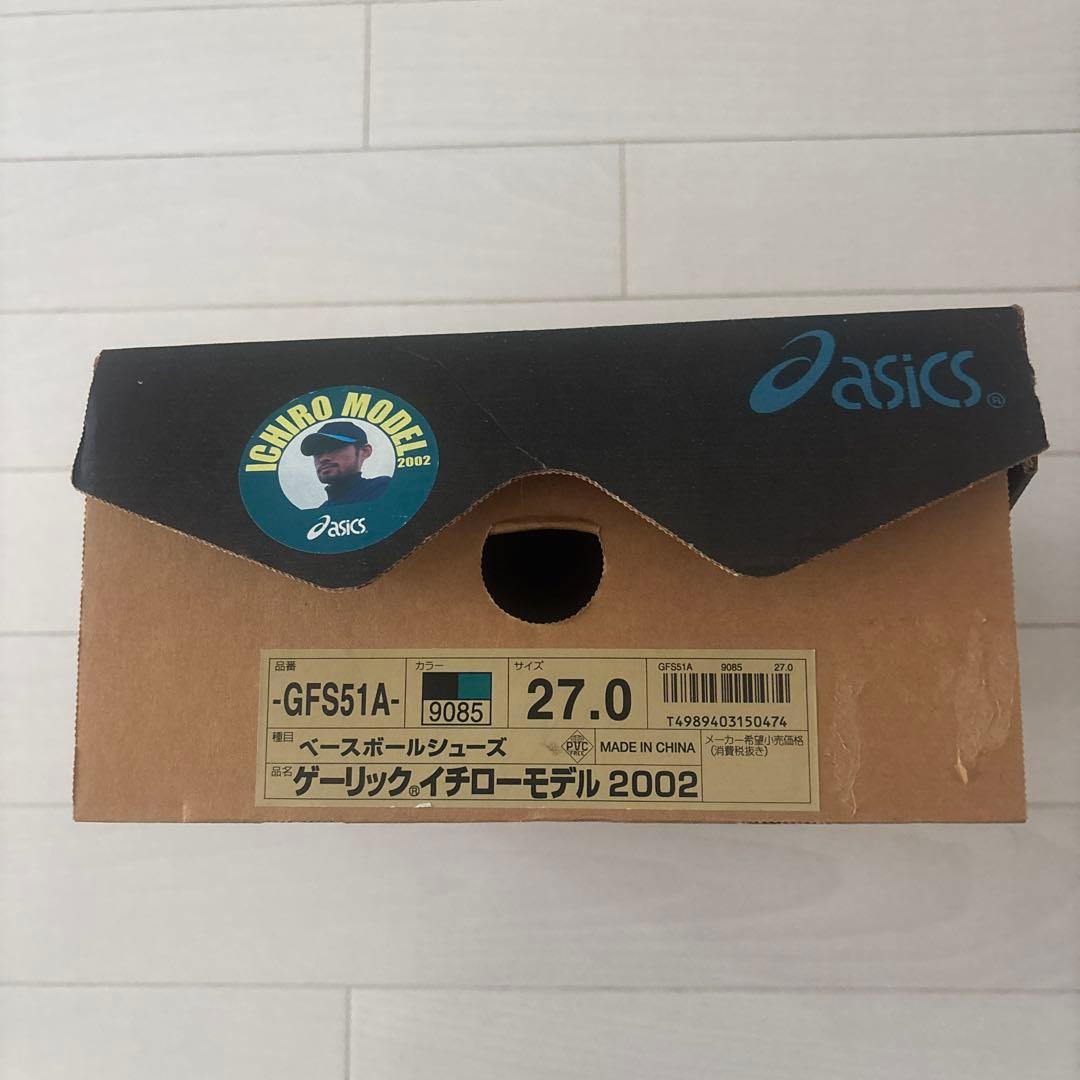 asics®
ICHIRO MODEL
2002
asics
品番
-GFS51A-
カラー
9085
サイズ
27.0
GFS51A 9085 27.0
T4989403150474
種目 ベースボールシューズ
PVC
FREE
MADE IN CHINA
メーカー希望小売価格
(消費税抜き)
品名 ゲーリック®イチローモデル 2002